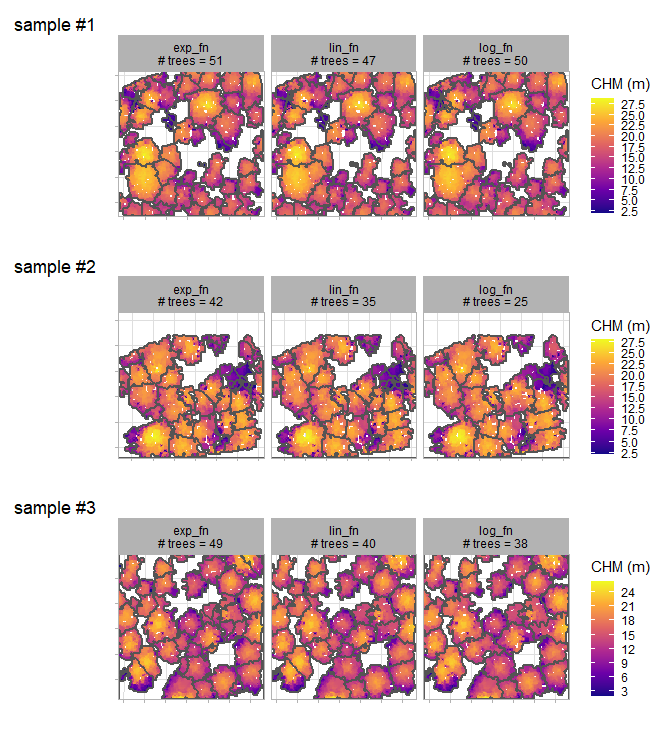 sample #1
exp_fn
# trees = 51
lin_fn
# trees = 47
log_fn
# trees = 50
CHM (m)
27.5
25.0
22.5
20.0
17.5
15.0
12.5
10.0
7.5
5.0
2.5
sample #2
exp_fn
# trees = 42
lin_fn
# trees = 35
log_fn
# trees = 25
CHM (m)
27.5
25.0
22.5
20.0
17.5
15.0
12.5
10.0
7.5
5.0
2.5
sample #3
exp_fn
# trees = 49
lin_fn
# trees = 40
log_fn
# trees = 38
CHM (m)
24
21
18
15
12
9
6
3